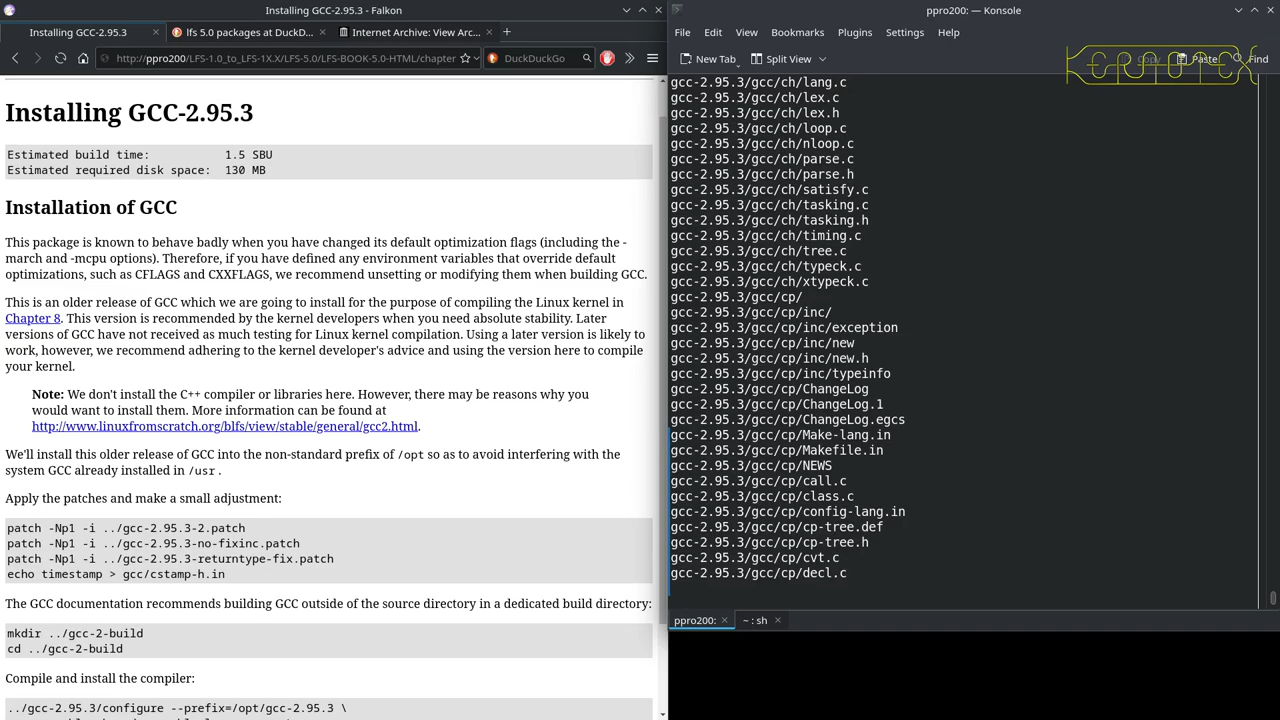 Installing GCC-2.95.3 - Falkon
Installing GCC-2.95.3
lfs 5.0 packages at DuckD...
Internet Archive: View Arc...
http://ppro200/LFS-1.0_to_LFS-1X.X/LFS-5.0/LFS-BOOK-5.0-HTML/chapter
DuckDuckGo
Installing GCC-2.95.3
Estimated build time: 1.5 SBU
Estimated required disk space: 130 MB
Installation of GCC
This package is known to behave badly when you have changed its default optimization flags (including the -
march and -mcpu options). Therefore, if you have defined any environment variables that override default
optimizations, such as CFLAGS and CXXFLAGS, we recommend unsetting or modifying them when building GCC.
This is an older release of GCC which we are going to install for the purpose of compiling the Linux kernel in
Chapter 8. This version is recommended by the kernel developers when you need absolute stability. Later
versions of GCC have not received as much testing for Linux kernel compilation. Using a later version is likely to
work, however, we recommend adhering to the kernel developer's advice and using the version here to compile
your kernel.
Note: We don't install the C++ compiler or libraries here. However, there may be reasons why you
would want to install them. More information can be found at
http://www.linuxfromscratch.org/blfs/view/stable/general/gcc2.html.
We'll install this older release of GCC into the non-standard prefix of /opt so as to avoid interfering with the
system GCC already installed in /usr .
Apply the patches and make a small adjustment:
patch -Np1 -i ../gcc-2.95.3-2.patch
patch -Np1 -i ../gcc-2.95.3-no-fixinc.patch
patch -Np1 -i ../gcc-2.95.3-returntype-fix.patch
echo timestamp > gcc/cstamp-h.in
The GCC documentation recommends building GCC outside of the source directory in a dedicated build directory:
mkdir ../gcc-2-build
cd ../gcc-2-build
Compile and install the compiler:
../gcc-2.95.3/configure --prefix=/opt/gcc-2.95.3 \
ppro200: — Konsole
File Edit View Bookmarks Plugins Settings Help
New Tab Split View Copy Paste Find
gcc-2.95.3/gcc/ch/lang.c
gcc-2.95.3/gcc/ch/lex.c
gcc-2.95.3/gcc/ch/lex.h
gcc-2.95.3/gcc/ch/loop.c
gcc-2.95.3/gcc/ch/nloop.c
gcc-2.95.3/gcc/ch/parse.c
gcc-2.95.3/gcc/ch/parse.h
gcc-2.95.3/gcc/ch/satisfy.c
gcc-2.95.3/gcc/ch/tasking.c
gcc-2.95.3/gcc/ch/tasking.h
gcc-2.95.3/gcc/ch/timing.c
gcc-2.95.3/gcc/ch/tree.c
gcc-2.95.3/gcc/ch/typeck.c
gcc-2.95.3/gcc/ch/xtypeck.c
gcc-2.95.3/gcc/cp/
gcc-2.95.3/gcc/cp/inc/
gcc-2.95.3/gcc/cp/inc/exception
gcc-2.95.3/gcc/cp/inc/new
gcc-2.95.3/gcc/cp/inc/new.h
gcc-2.95.3/gcc/cp/inc/typeinfo
gcc-2.95.3/gcc/cp/ChangeLog
gcc-2.95.3/gcc/cp/ChangeLog.1
gcc-2.95.3/gcc/cp/ChangeLog.egcs
gcc-2.95.3/gcc/cp/Make-lang.in
gcc-2.95.3/gcc/cp/Makefile.in
gcc-2.95.3/gcc/cp/NEWS
gcc-2.95.3/gcc/cp/call.c
gcc-2.95.3/gcc/cp/class.c
gcc-2.95.3/gcc/cp/config-lang.in
gcc-2.95.3/gcc/cp/cp-tree.def
gcc-2.95.3/gcc/cp/cp-tree.h
gcc-2.95.3/gcc/cp/cvt.c
gcc-2.95.3/gcc/cp/decl.c
ppro200: ~ : sh